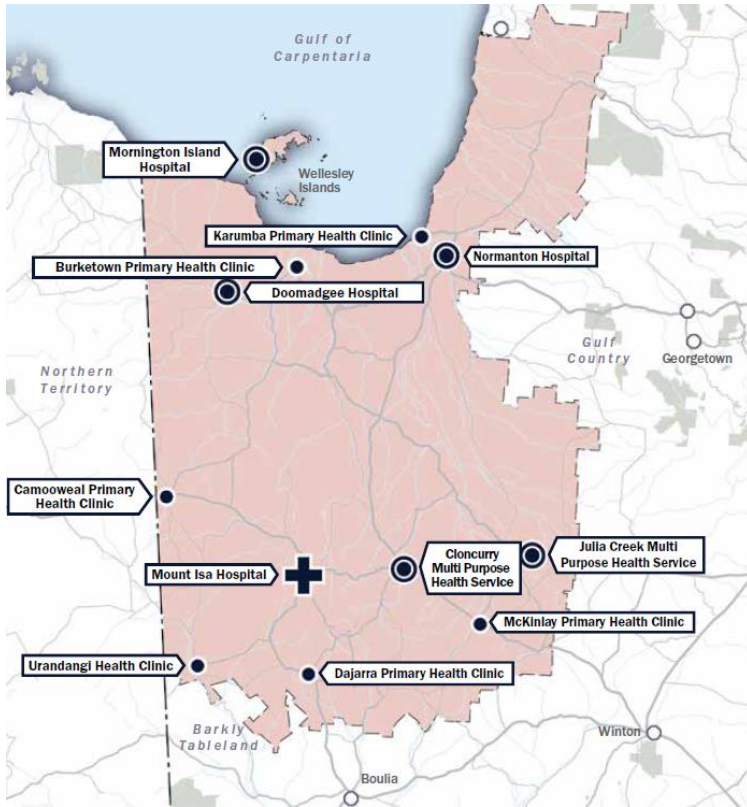 Gulf of
Carpentaria
Mornington Island
Hospital
Wellesley
Islands
Karumba Primary Health Clinic
Normanton Hospital
Burketown Primary Health Clinic
Doomadgee Hospital
Gulf
Country
Georgetown
Northern
Territory
Camooweal Primary
Health Clinic
Cloncurry
Multi Purpose
Health Service
Julia Creek Multi
Purpose Health Service
Mount Isa Hospital
McKinlay Primary Health Clinic
Urandangi Health Clinic
Dajarra Primary Health Clinic
Barkly
Tableland
Winton
Boulia